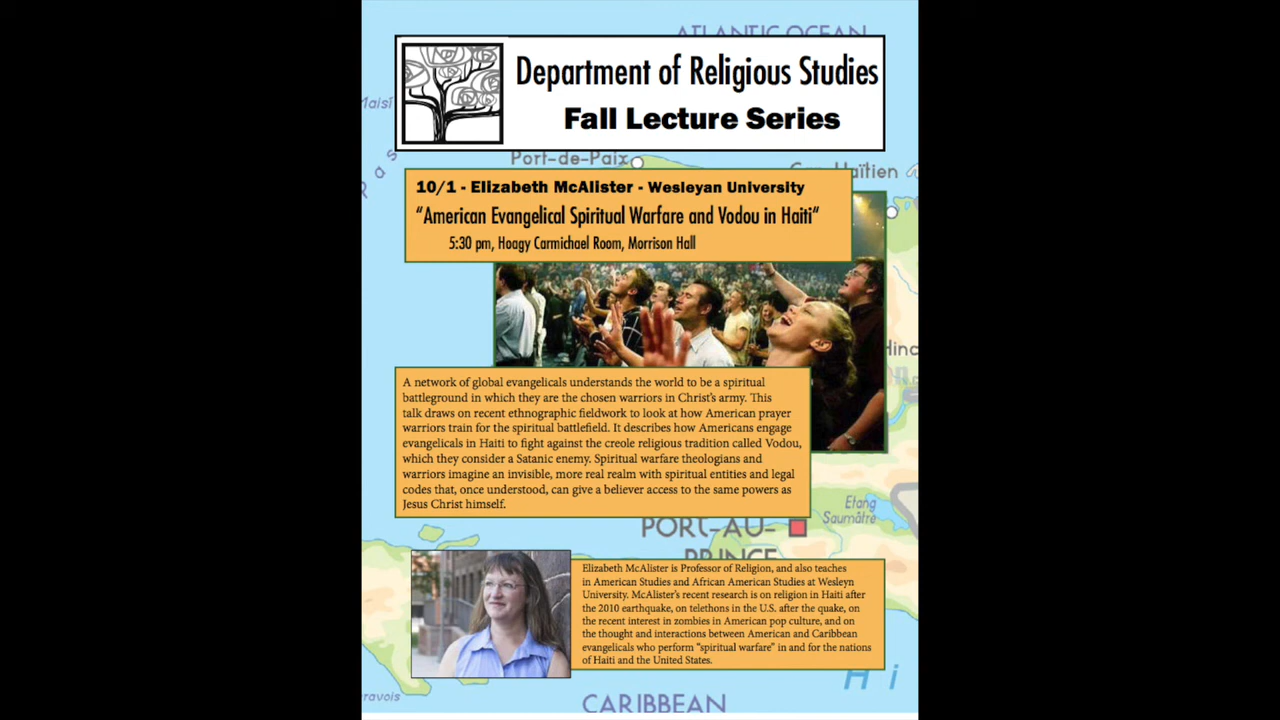 ATLANTIC OCEAN
Department of Religious Studies
Fall Lecture Series
Maisí
Port-de-Paix
10/1 - Elizabeth McAlister - Wesleyan University
"American Evangelical Spiritual Warfare and Vodou in Haiti"
5:30 pm, Hoagy Carmichael Room, Morrison Hall
A network of global evangelicals understands the world to be a spiritual
battleground in which they are the chosen warriors in Christ's army. This
talk draws on recent ethnographic fieldwork to look at how American prayer
warriors train for the spiritual battlefield. It describes how Americans engage
evangelicals in Haiti to fight against the creole religious tradition called Vodou,
which they consider a Satanic enemy. Spiritual warfare theologians and
warriors imagine an invisible, more real realm with spiritual entities and legal
codes that, once understood, can give a believer access to the same powers as
Jesus Christ himself.
Etang
Saumâtre
PORT-AU-
PRINCE
Elizabeth McAlister is Professor of Religion, and also teaches
in American Studies and African American Studies at Wesleyn
University. McAlister's recent research is on religion in Haiti after
the 2010 earthquake, on telethons in the U.S. after the quake, on
the recent interest in zombies in American pop culture, and on
the thought and interactions between American and Caribbean
evangelicals who perform "spiritual warfare" in and for the nations
of Haiti and the United States.
H i
ravois
CARIBBEAN